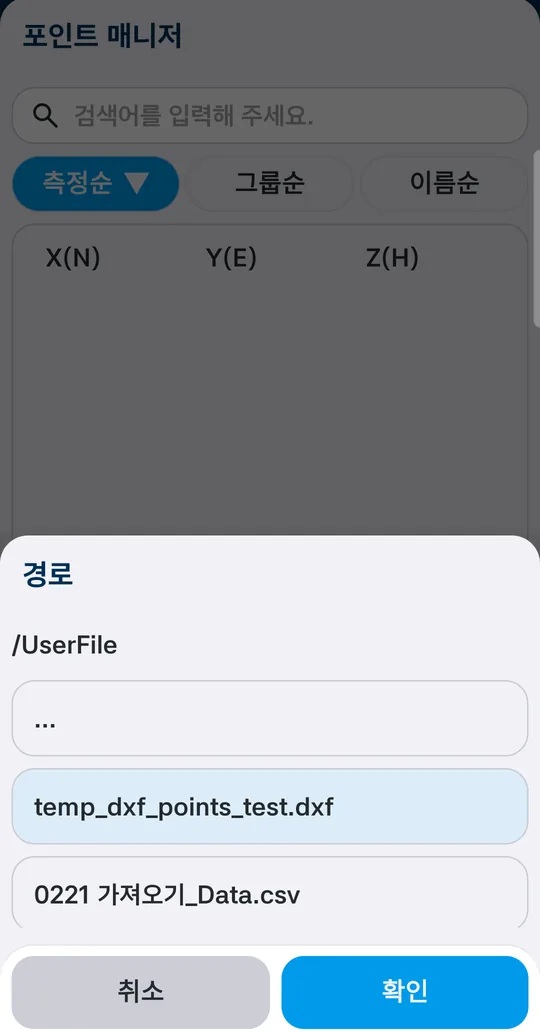 포인트 매니저
검색어를 입력해 주세요.
측정순 ▼ 그룹순 이름순
X(N) Y(E) Z(H)
경로
/UserFile
...
temp_dxf_points_test.dxf
0221 가져오기_Data.csv
취소 확인